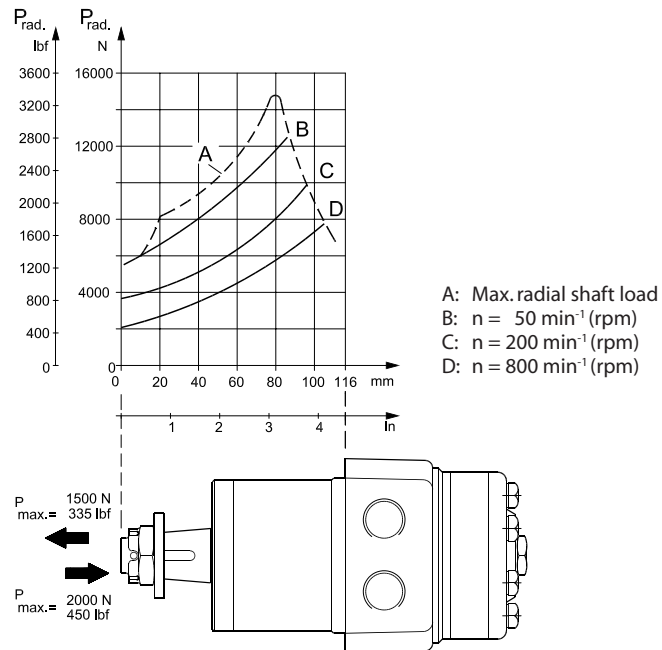 P rad. P rad.
lbf N
3600 16000
3200
2800 12000
2400
2000
1600 8000
1200
800 4000
400
0 0
A
B
C
D
0 20 40 60 80 100 116 mm
1 2 3 4 In
A: Max. radial shaft load
B: n = 50 min⁻¹ (rpm)
C: n = 200 min⁻¹ (rpm)
D: n = 800 min⁻¹ (rpm)
P max. = 1500 N
335 lbf
P max. = 2000 N
450 lbf